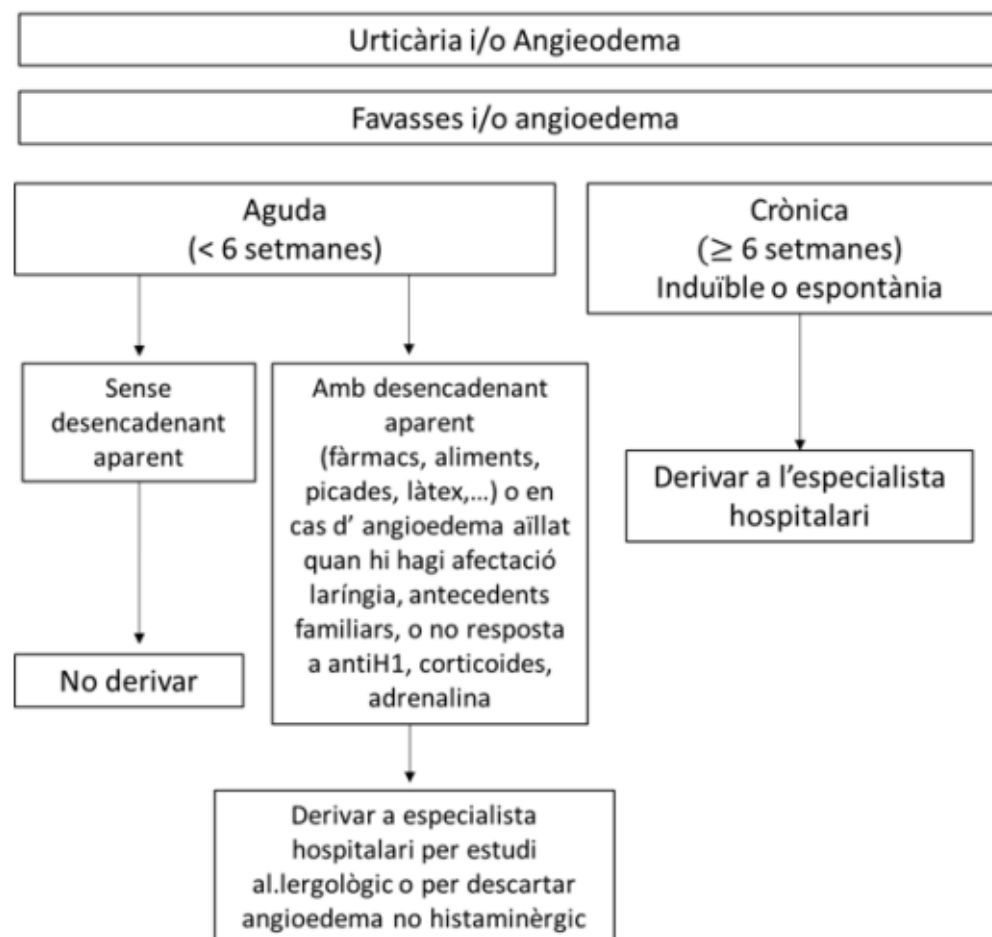 Urticària i/o Angieodema
Favasses i/o angioedema
Aguda
(< 6 setmanes)
Crònica
(≥ 6 setmanes)
Induïble o espontània
Sense
desencadenant
aparent
No derivar
Amb desencadenant
aparent
(fàrmacs, aliments,
picades, làtex,...) o en
cas d’ angioedema aïllat
quan hi hagi afectació
laríngia, antecedents
familiars, o no resposta
a antiH1, corticoides,
adrenalina
Derivar a especialista
hospitalari per estudi
al.lergològic o per descartar
angioedema no histaminèrgic
Derivar a l’especialista
hospitalari